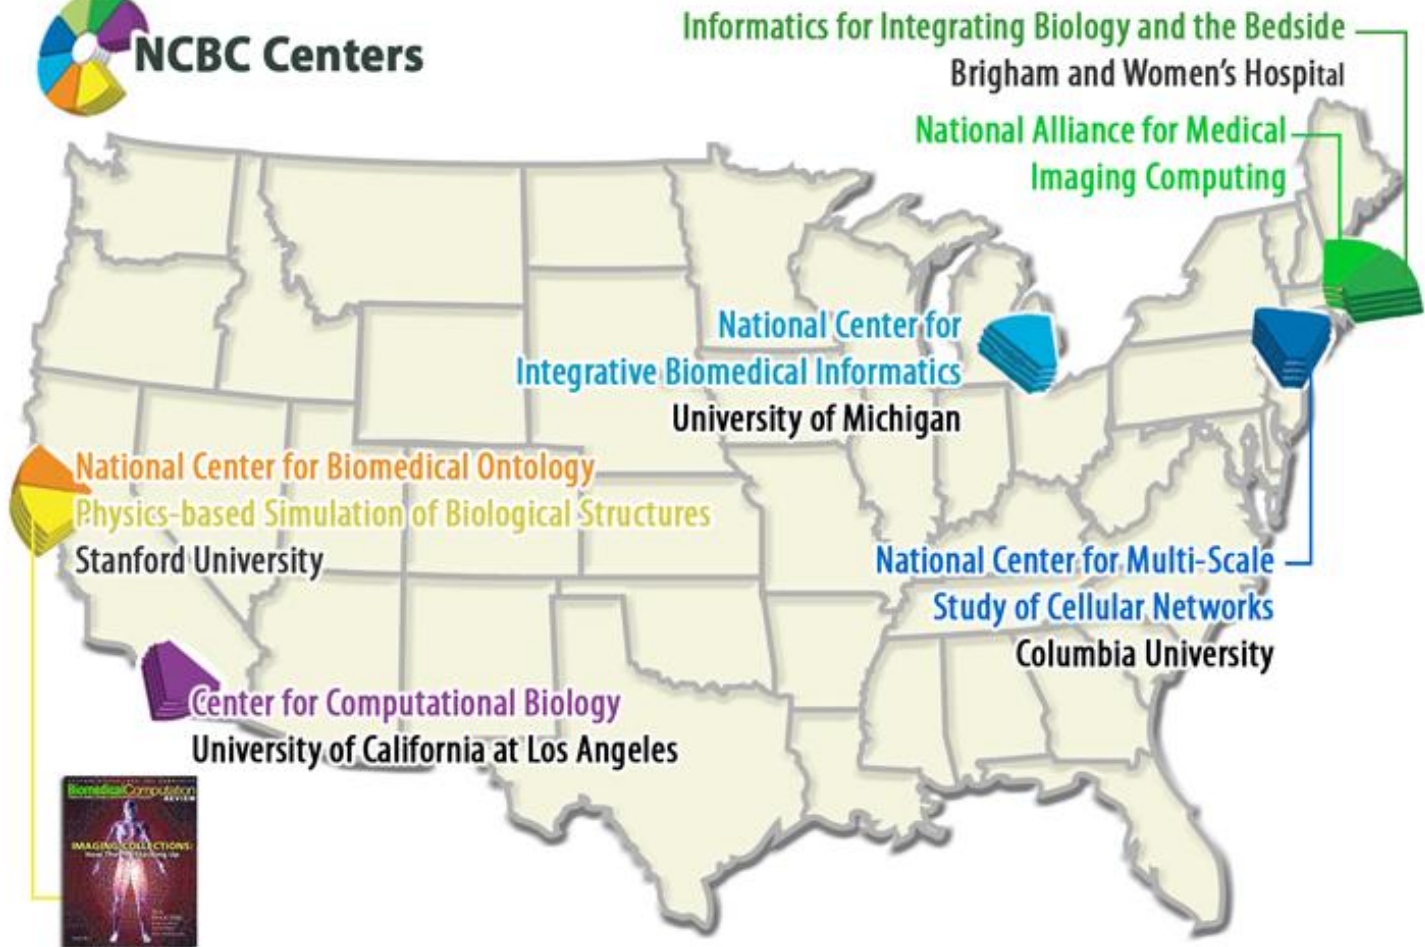 NCBC Centers
Informatics for Integrating Biology and the Bedside
Brigham and Women's Hospital
National Alliance for Medical
Imaging Computing
National Center for
Integrative Biomedical Informatics
University of Michigan
National Center for Biomedical Ontology
Physics-based Simulation of Biological Structures
Stanford University
National Center for Multi-Scale
Study of Cellular Networks
Columbia University
Center for Computational Biology
University of California at Los Angeles
BiomedicalComputation
REVIEW
IMAGING COLLECTIONS: